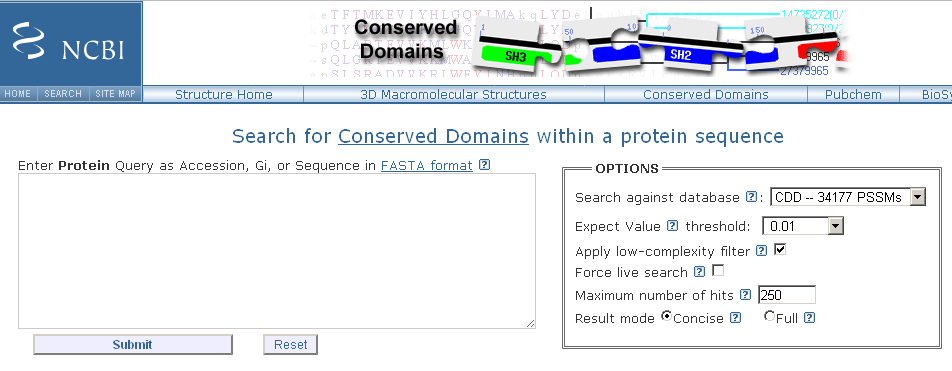 NCBI
Conserved
Domains
SH3
SH2
HOME SEARCH SITE MAP Structure Home 3D Macromolecular Structures Conserved Domains Pubchem BioSy
Search for Conserved Domains within a protein sequence
Enter Protein Query as Accession, Gi, or Sequence in FASTA format ?
OPTIONS
Search against database ?: CDD -- 34177 PSSMs
Expect Value ? threshold: 0.01
Apply low-complexity filter ?
Force live search ?
Maximum number of hits ? 250
Result mode Concise ? Full ?
Submit Reset